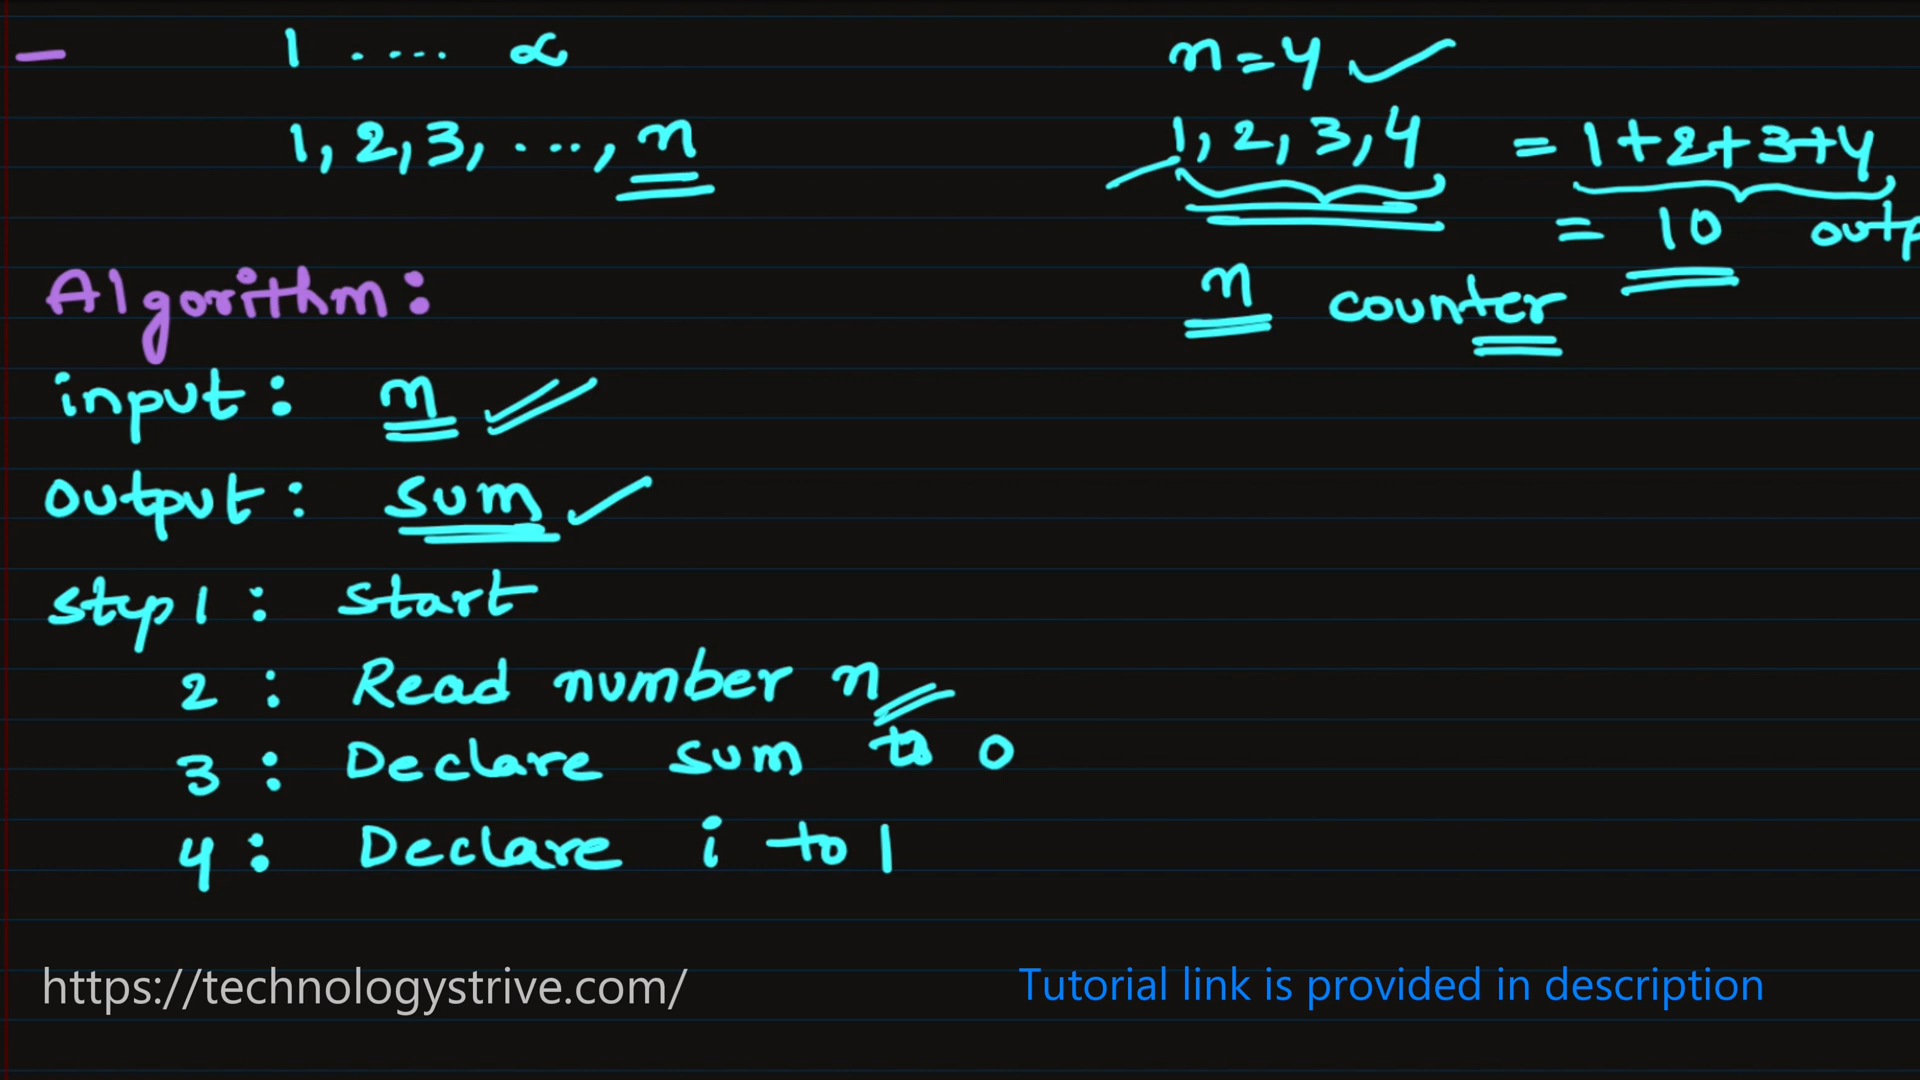 1 .... ∝
1, 2, 3, ..., n
n = 4
1, 2, 3, 4 = 1+2+3+4
= 10 outp
n counter
Algorithm:
input: n
output: sum
step 1: start
2: Read number n
3: Declare sum to 0
4: Declare i to 1
https://technologystrive.com/
Tutorial link is provided in description